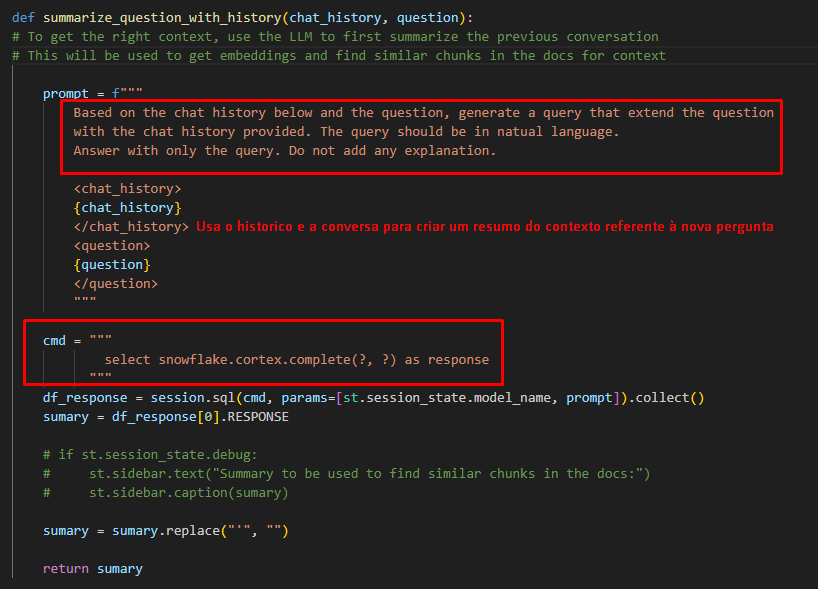 def summarize_question_with_history(chat_history, question):
# To get the right context, use the LLM to first summarize the previous conversation
# This will be used to get embeddings and find similar chunks in the docs for context
prompt = f"""
Based on the chat history below and the question, generate a query that extend the question
with the chat history provided. The query should be in natual language.
Answer with only the query. Do not add any explanation.
<chat_history>
{chat_history}
</chat_history> Usa o historico e a conversa para criar um resumo do contexto referente à nova pergunta
<question>
{question}
</question>
"""
cmd = """
select snowflake.cortex.complete(?, ?) as response
"""
df_response = session.sql(cmd, params=[st.session_state.model_name, prompt]).collect()
sumary = df_response[0].RESPONSE
# if st.session_state.debug:
#     st.sidebar.text("Summary to be used to find similar chunks in the docs:")
#     st.sidebar.caption(sumary)
sumary = sumary.replace("'", "")
return sumary